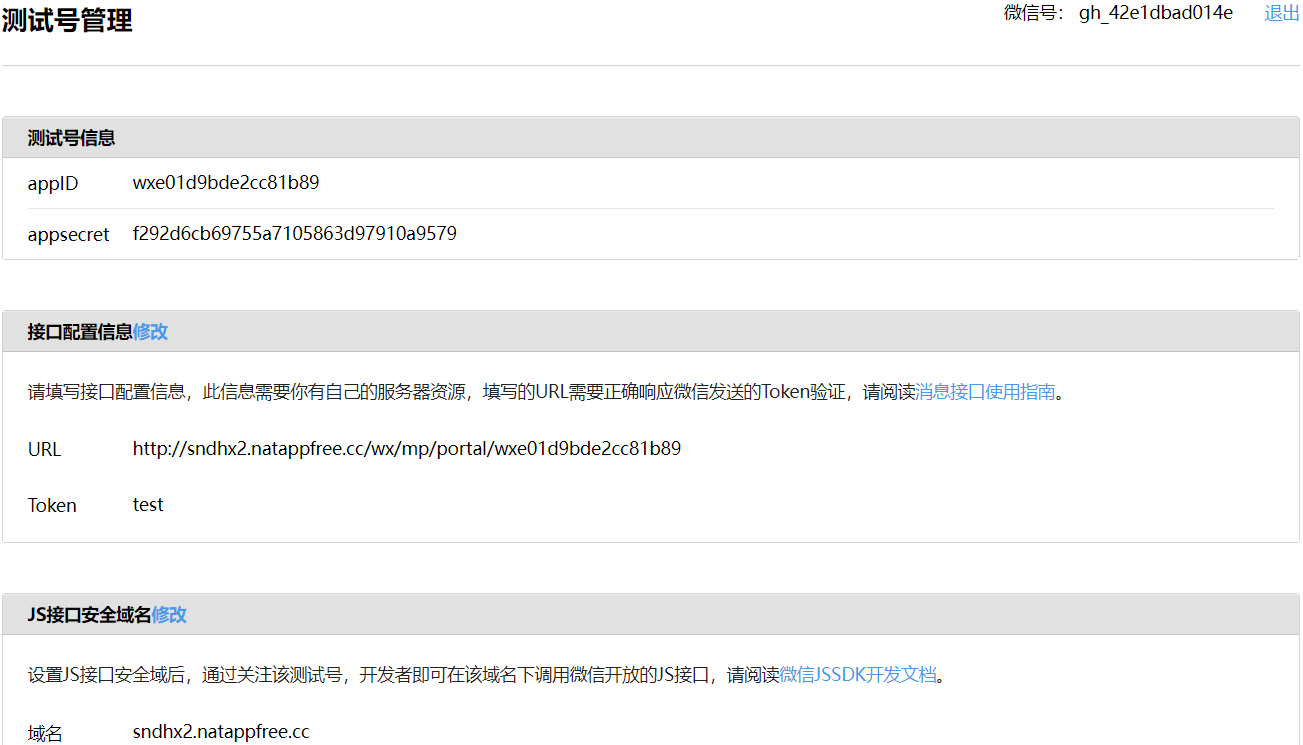 测试号管理
微信号： gh_42e1dbad014e 退出
测试号信息
appID wxe01d9bde2cc81b89
appsecret f292d6cb69755a7105863d97910a9579
接口配置信息修改
请填写接口配置信息，此信息需要你有自己的服务器资源，填写的URL需要正确响应微信发送的Token验证，请阅读消息接口使用指南。
URL http://sndhx2.natappfree.cc/wx/mp/portal/wxe01d9bde2cc81b89
Token test
JS接口安全域名修改
设置JS接口安全域后，通过关注该测试号，开发者即可在该域名下调用微信开放的JS接口，请阅读微信JSSDK开发文档。
域名 sndhx2.natappfree.cc